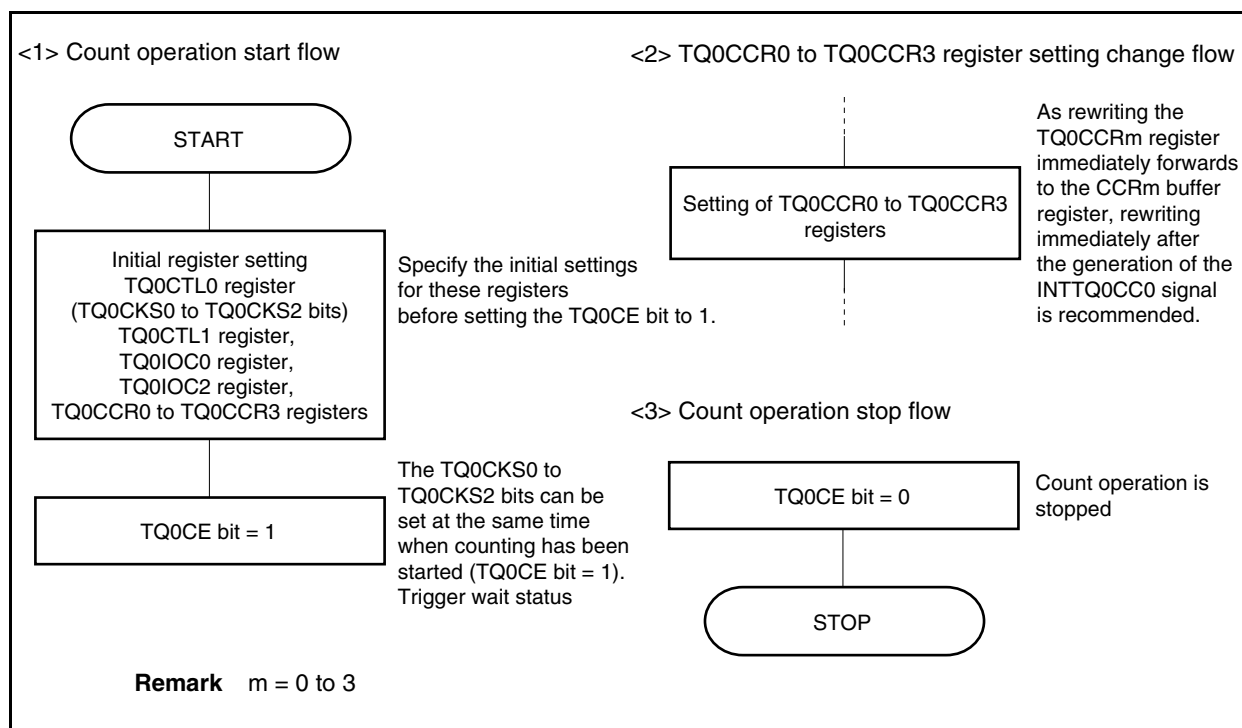 <1> Count operation start flow
START
Initial register setting
TQ0CTL0 register
(TQ0CKS0 to TQ0CKS2 bits)
TQ0CTL1 register,
TQ0IOC0 register,
TQ0IOC2 register,
TQ0CCR0 to TQ0CCR3 registers
Specify the initial settings
for these registers
before setting the TQ0CE bit to 1.
TQ0CE bit = 1
The TQ0CKS0 to
TQ0CKS2 bits can be
set at the same time
when counting has been
started (TQ0CE bit = 1).
Trigger wait status
<2> TQ0CCR0 to TQ0CCR3 register setting change flow
Setting of TQ0CCR0 to TQ0CCR3
registers
As rewriting the
TQ0CCRm register
immediately forwards
to the CCRm buffer
register, rewriting
immediately after
the generation of the
INTTQ0CC0 signal
is recommended.
<3> Count operation stop flow
TQ0CE bit = 0
Count operation is
stopped
STOP
Remark m = 0 to 3